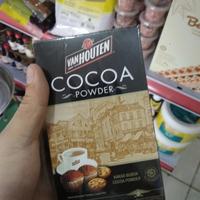 VAN HOUTEN
COCOA
POWDER
KAKAO BUBUK
COCOA POWDER